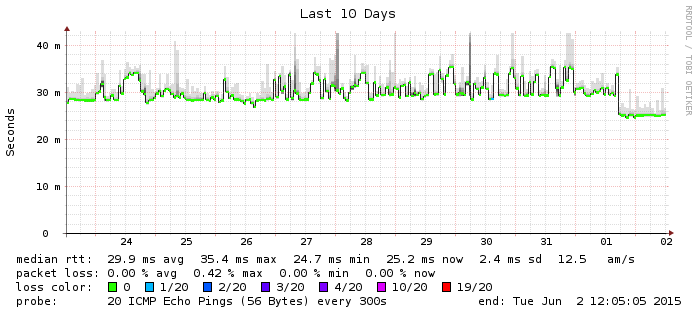 Last 10 Days
RRDTOOL / TOBI OETIKER
Seconds
40 m
30 m
20 m
10 m
0
24 25 26 27 28 29 30 31 01 02
median rtt: 29.9 ms avg 35.4 ms max 24.7 ms min 25.2 ms now 2.4 ms sd 12.5 am/s
packet loss: 0.00 % avg 0.42 % max 0.00 % min 0.00 % now
loss color: 0 1/20 2/20 3/20 4/20 10/20 19/20
probe: 20 ICMP Echo Pings (56 Bytes) every 300s end: Tue Jun 2 12:05:05 2015